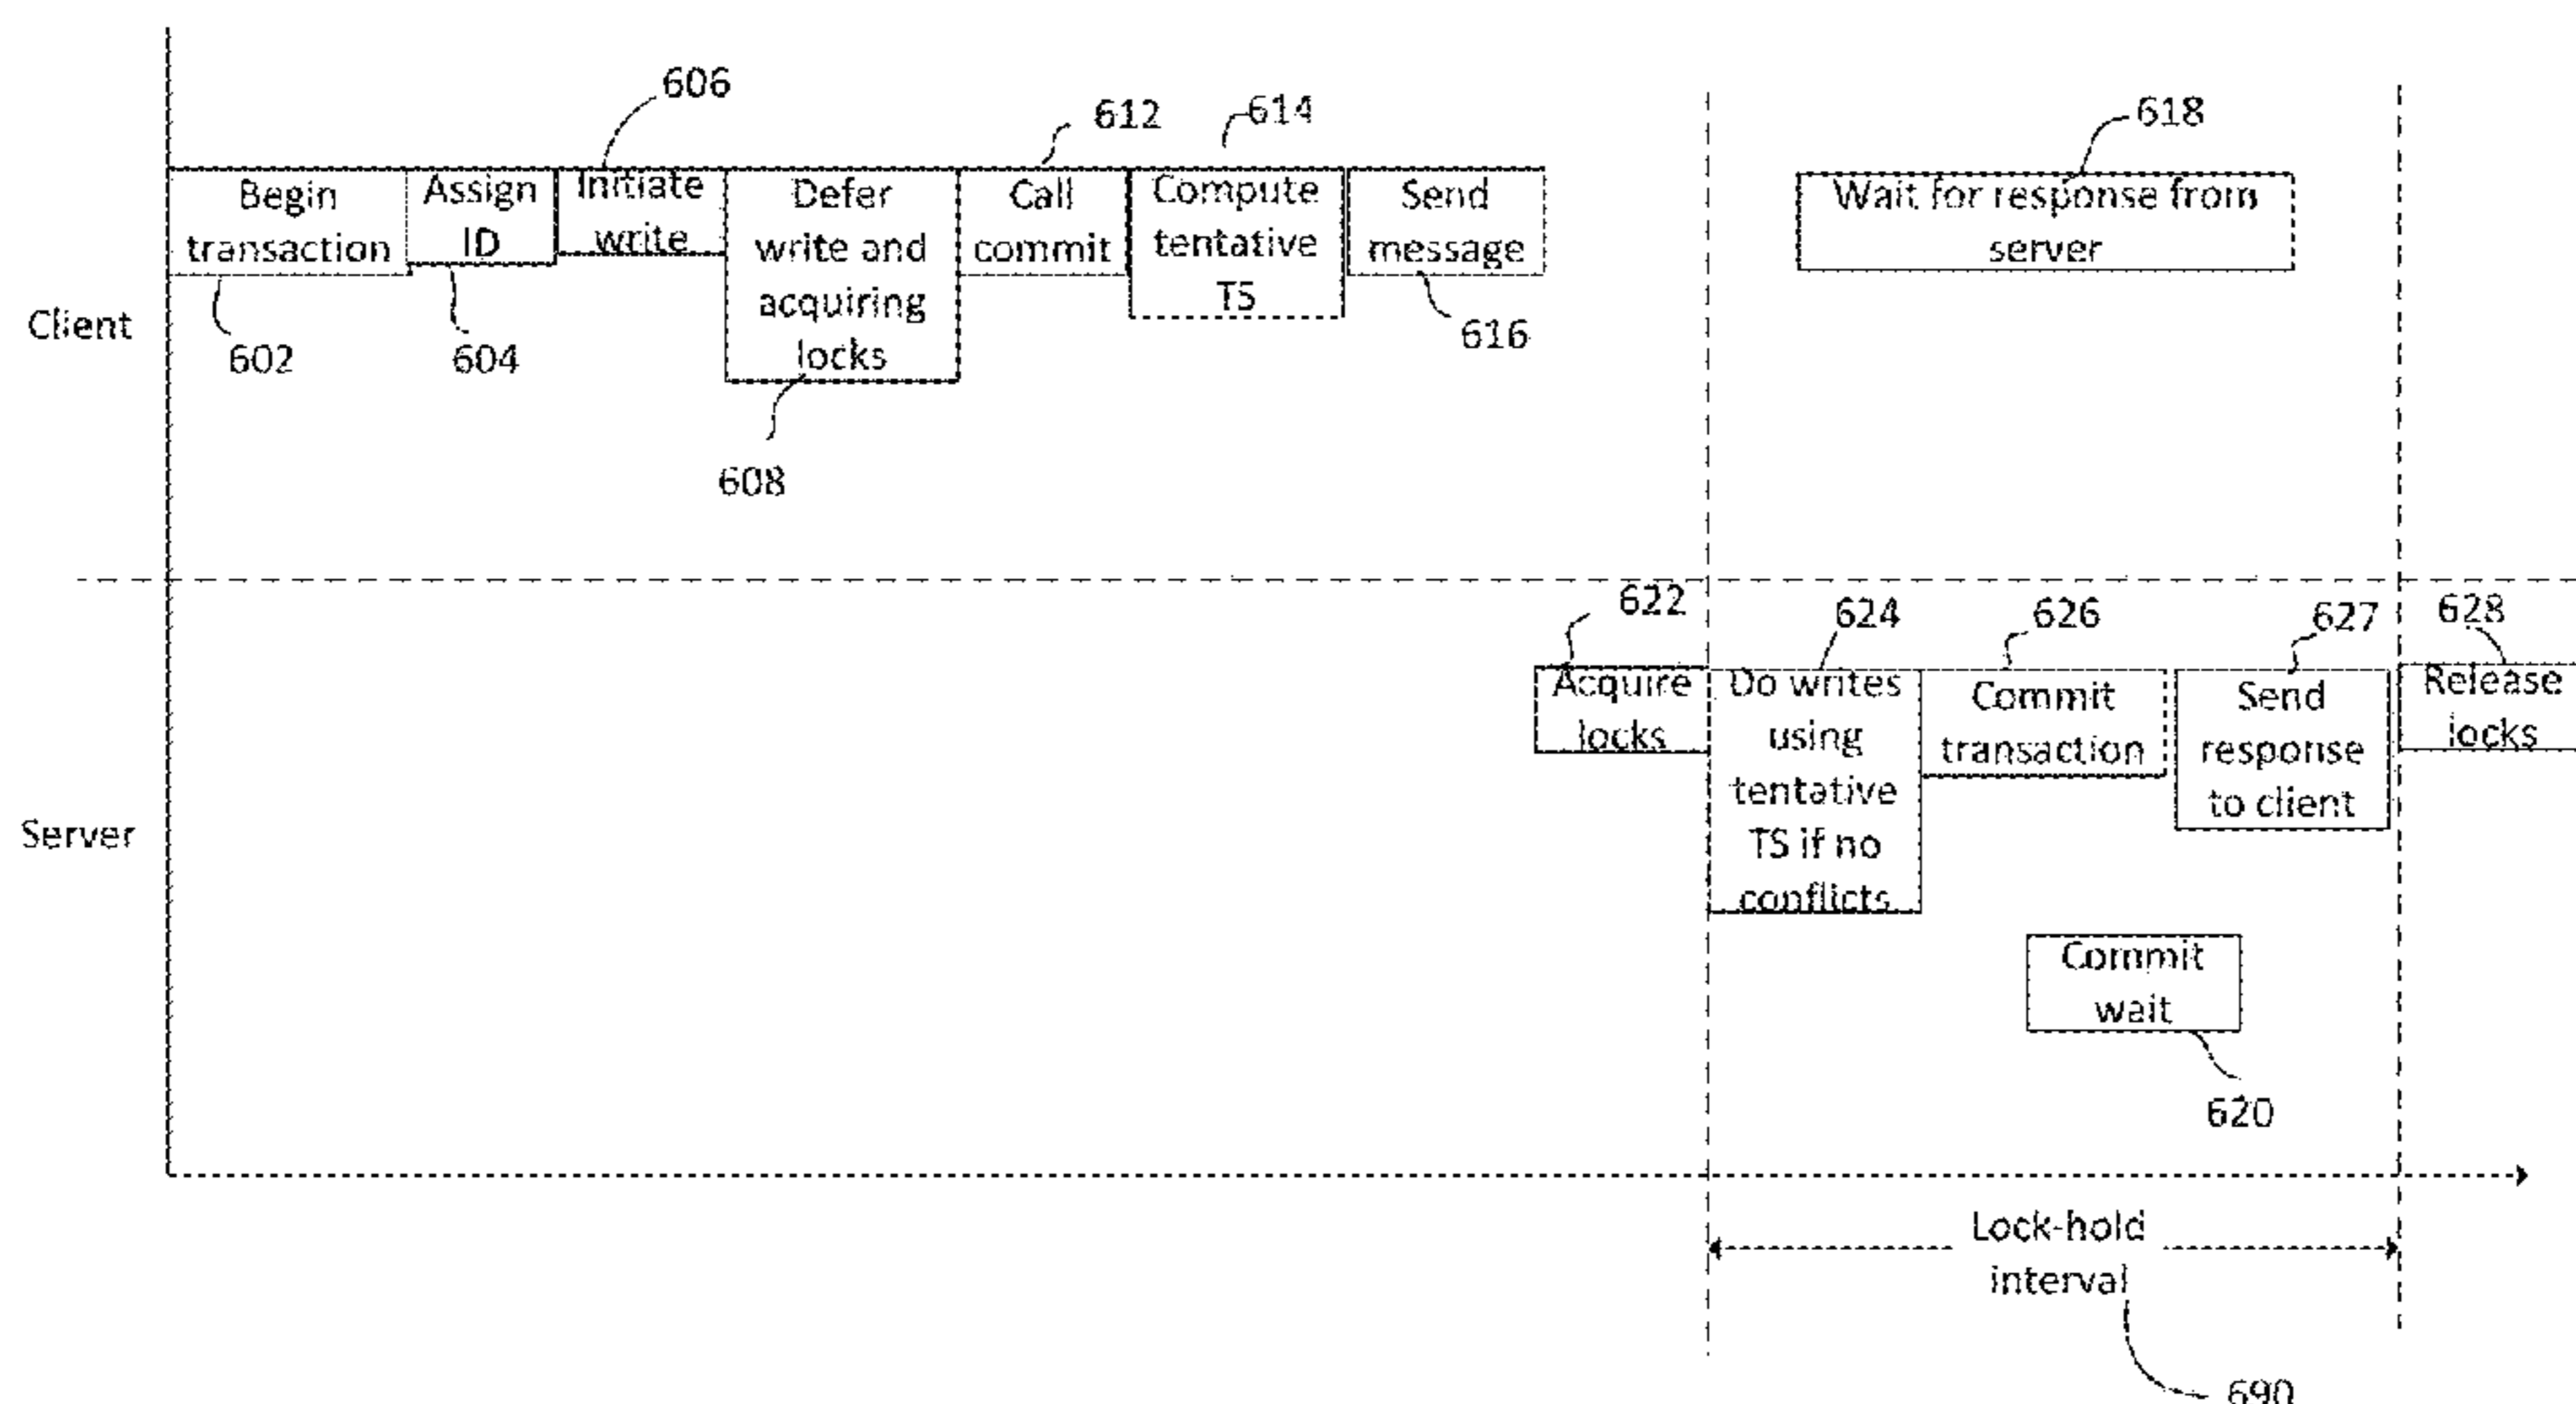 606
612
614
618
Begin
transaction
Assign
ID
Initiate
write
Defer
write and
acquiring
locks
Call
commit
Compute
tentative
TS
Send
message
Wait for response from
server
Client
602
604
616
608
622
624
626
627
628
Acquire
locks
Do writes
using
tentative
TS if no
conflicts
Commit
transaction
Send
response
to client
Release
locks
Server
Commit
wait
620
Lock-hold
interval
690